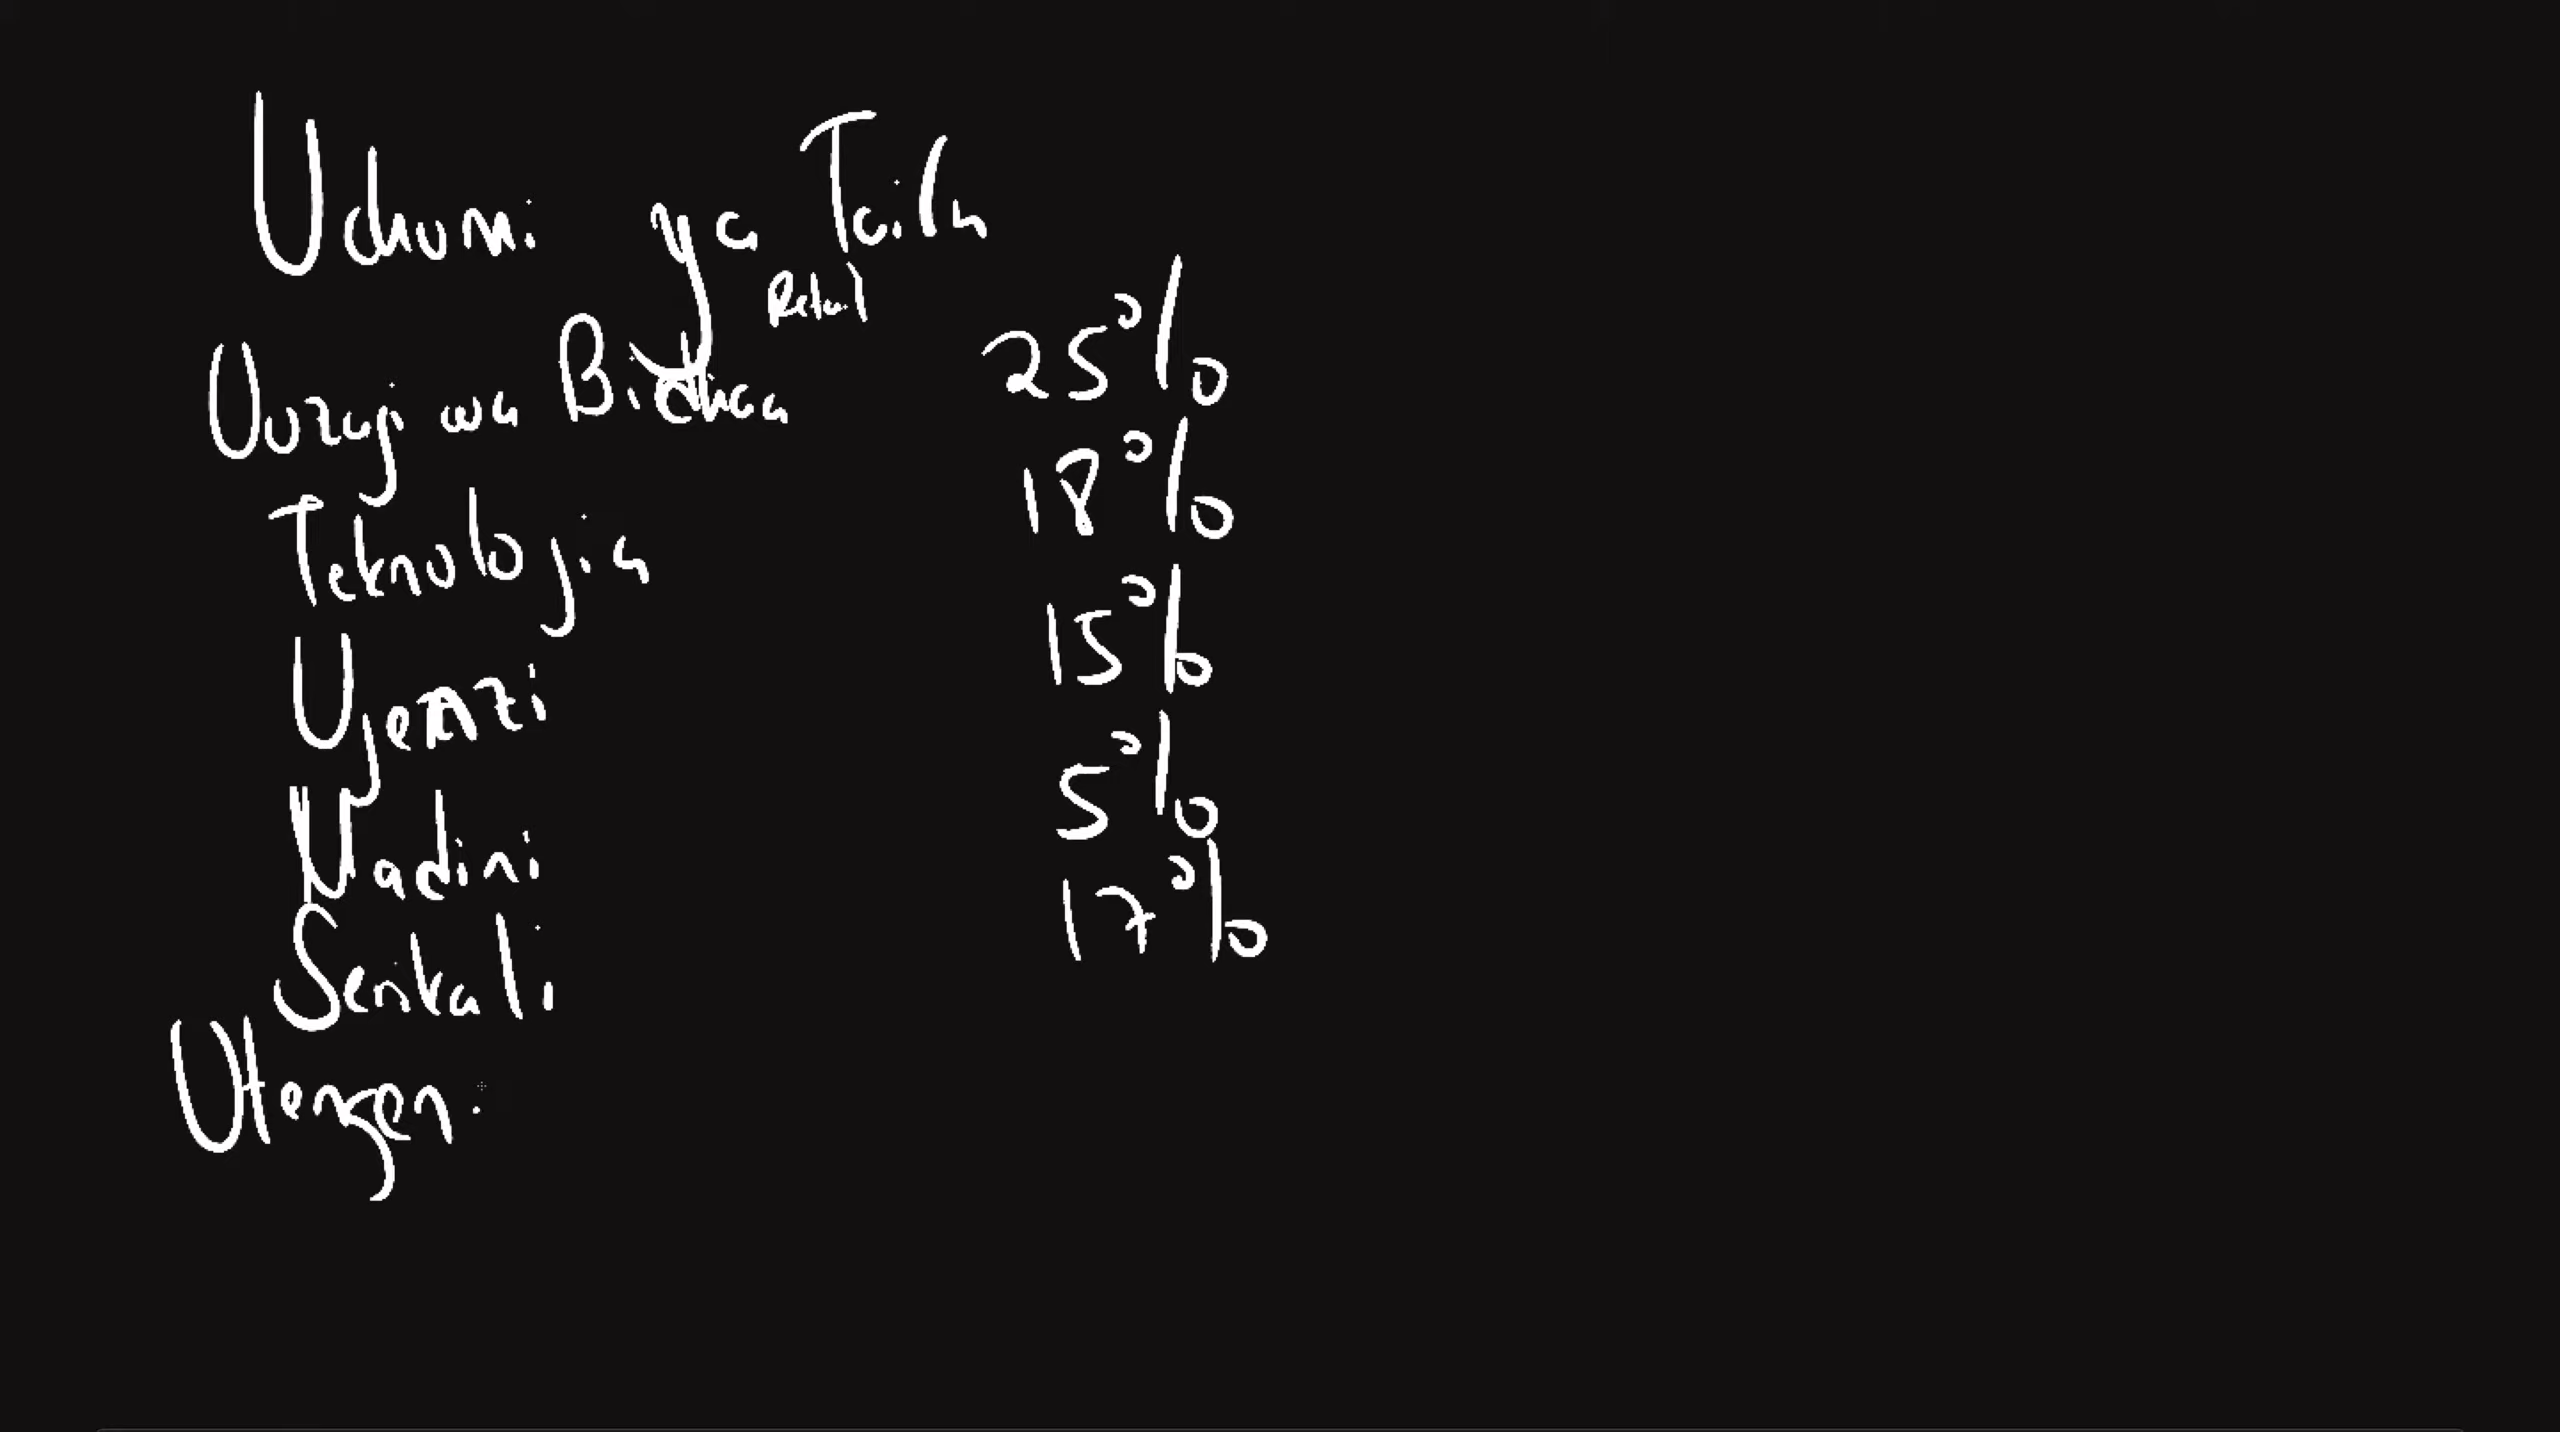 Uchumi ya Taifa
Retail
Uuzaji wa Bidhaa 25%
Teknolojia 18%
Ujenzi 15%
Madini 5%
Serikali 17%
Utengen